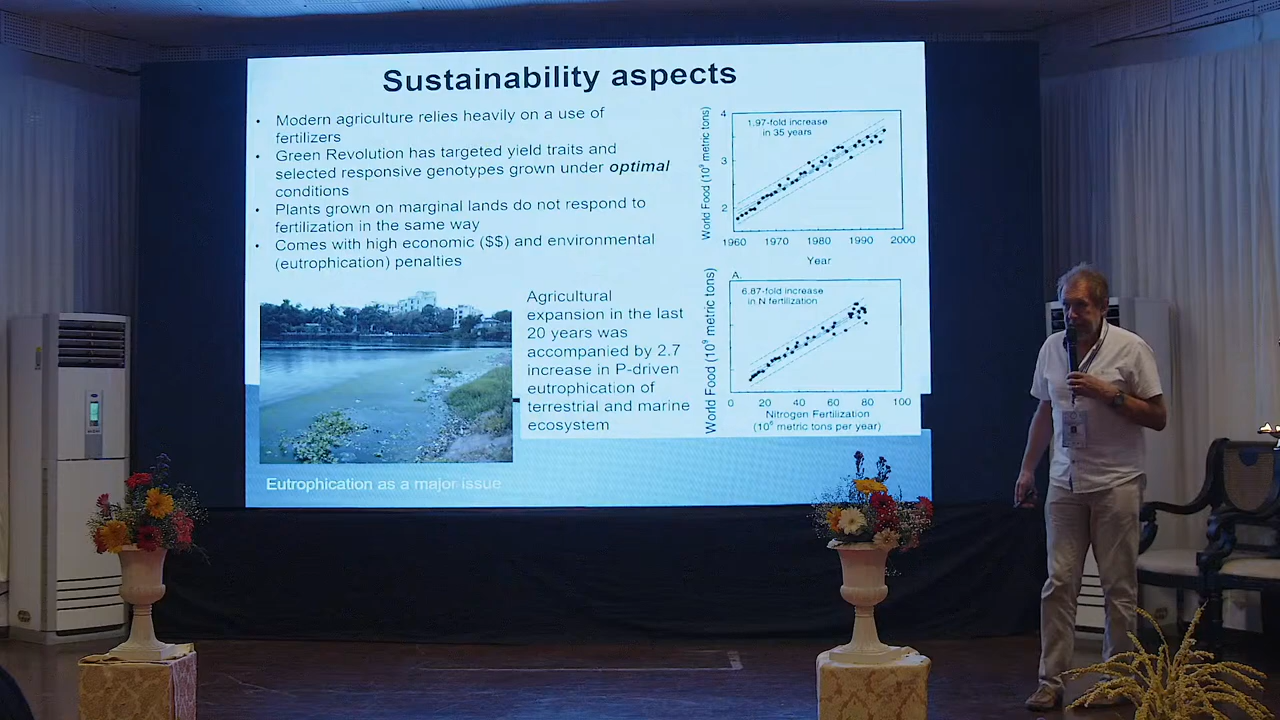 Sustainability aspects
• Modern agriculture relies heavily on a use of
fertilizers
• Green Revolution has targeted yield traits and
selected responsive genotypes grown under optimal
conditions
• Plants grown on marginal lands do not respond to
fertilization in the same way
• Comes with high economic ($$) and environmental
(eutrophication) penalties
Agricultural
expansion in the last
20 years was
accompanied by 2.7
increase in P-driven
eutrophication of
terrestrial and marine
ecosystem
Eutrophication as a major issue
World Food (10⁹ metric tons)
4
3
2
1.97-fold increase
in 35 years
1960 1970 1980 1990 2000
Year
A.
World Food (10⁹ metric tons)
6.87-fold increase
in N fertilization
0 20 40 60 80 100
Nitrogen Fertilization
(10⁶ metric tons per year)